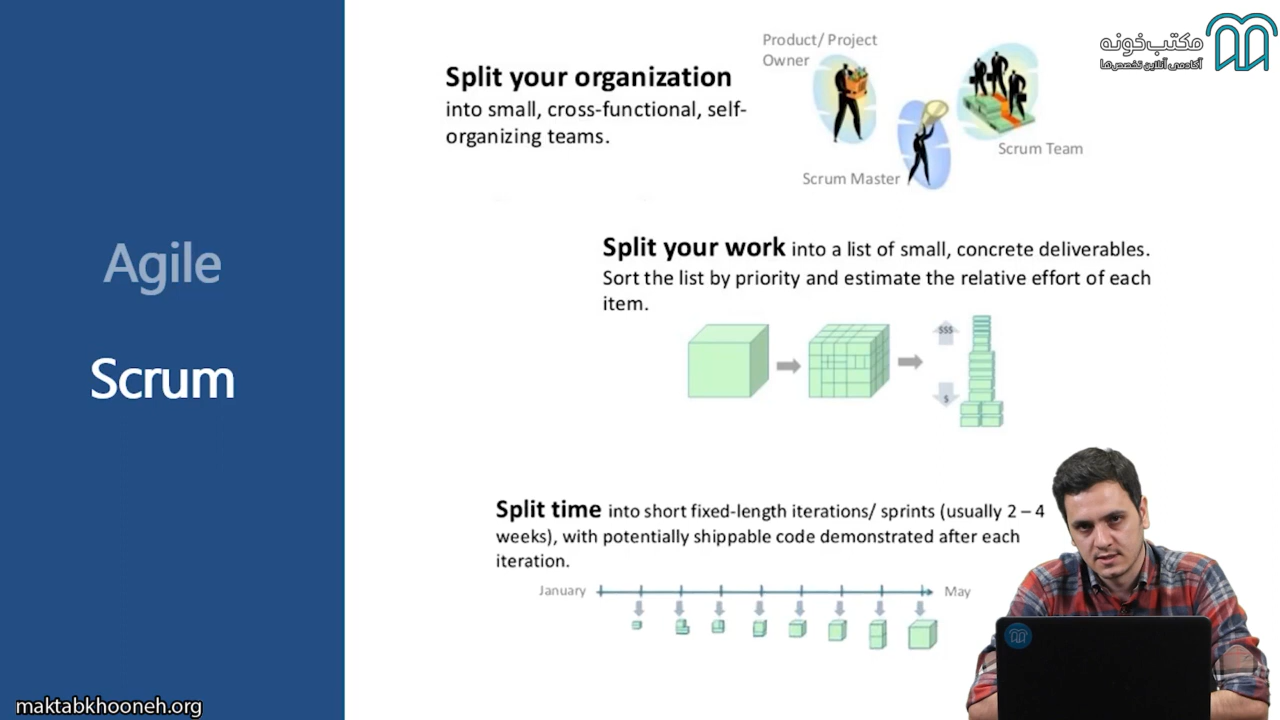 Agile
Scrum
maktabkhooneh.org
مکتب‌خونه
آکادمی آنلاین تخصص‌ها
Split your organization
into small, cross-functional, self-
organizing teams.
Product/ Project
Owner
Scrum Master
Scrum Team
Split your work into a list of small, concrete deliverables.
Sort the list by priority and estimate the relative effort of each
item.
$$$
$
Split time into short fixed-length iterations/ sprints (usually 2 – 4
weeks), with potentially shippable code demonstrated after each
iteration.
January
May